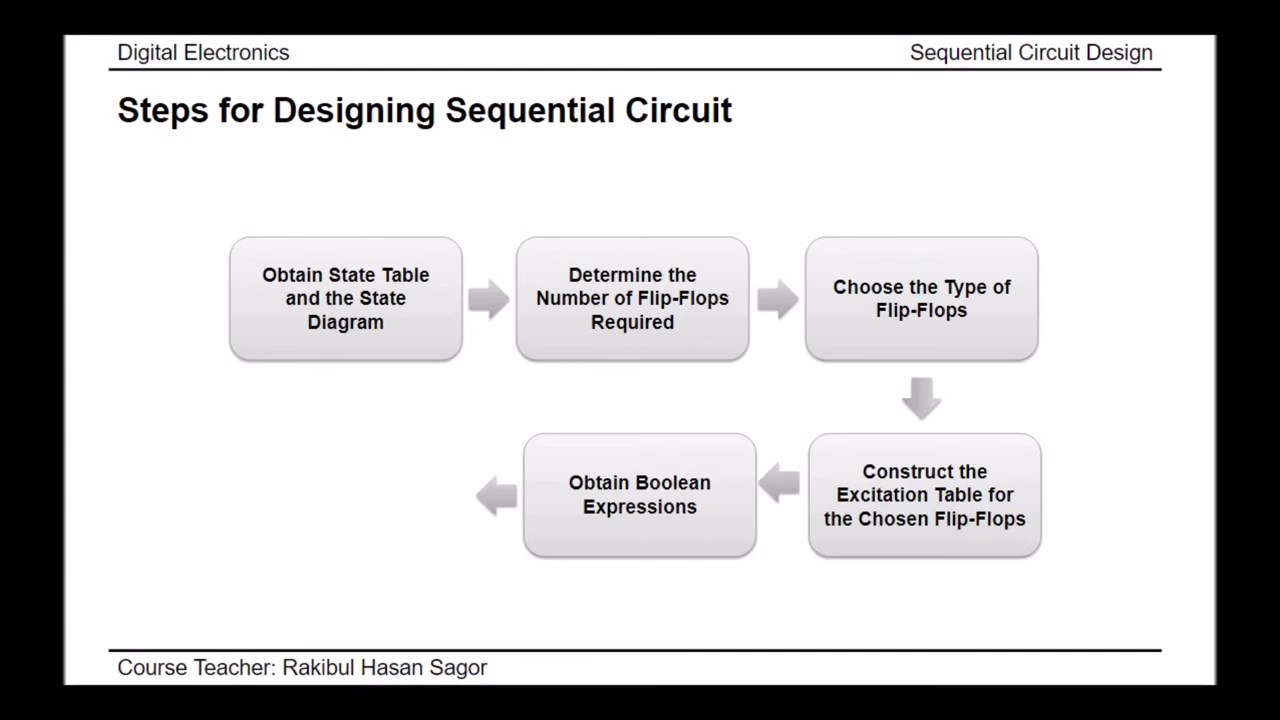 Digital Electronics
Sequential Circuit Design
Steps for Designing Sequential Circuit
Obtain State Table
and the State
Diagram
Determine the
Number of Flip-Flops
Required
Choose the Type of
Flip-Flops
Construct the
Excitation Table for
the Chosen Flip-Flops
Obtain Boolean
Expressions
Course Teacher: Rakibul Hasan Sagor